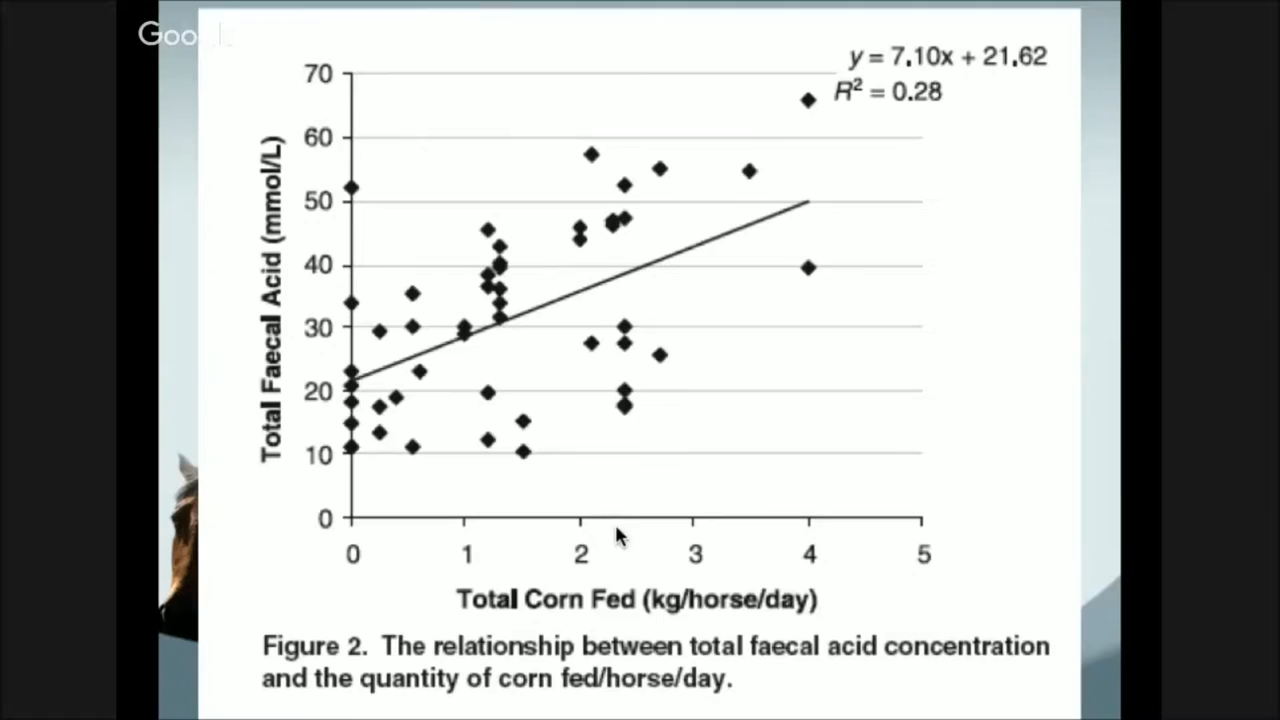 Goo
y = 7.10x + 21.62
R² = 0.28
70
60
50
40
30
20
10
0
Total Faecal Acid (mmol/L)
0 1 2 3 4 5
Total Corn Fed (kg/horse/day)
Figure 2. The relationship between total faecal acid concentration
and the quantity of corn fed/horse/day.